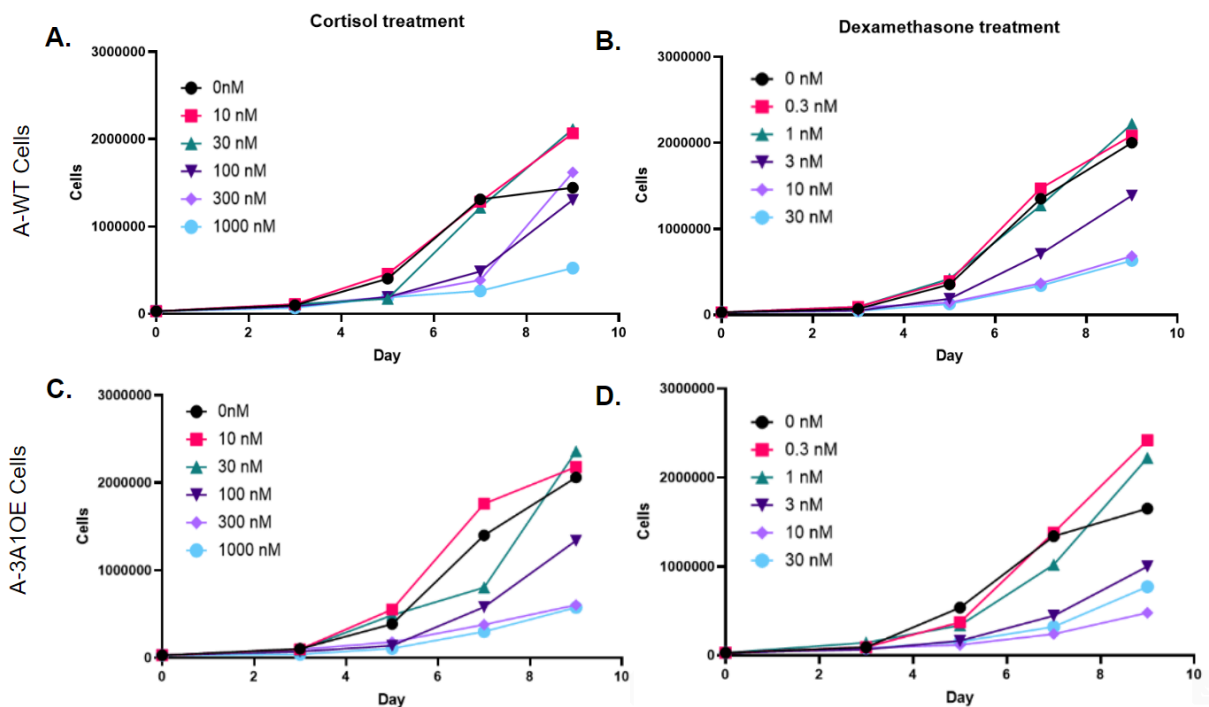 Cortisol treatment
Dexamethasone treatment
A.
A-WT Cells
3000000
2000000
1000000
0
Cells
0nM
10 nM
30 nM
100 nM
300 nM
1000 nM
0 2 4 6 8 10
Day
B.
3000000
2000000
1000000
0
Cells
0 nM
0.3 nM
1 nM
3 nM
10 nM
30 nM
0 2 4 6 8 10
Day
C.
A-3A1OE Cells
3000000
2000000
1000000
0
Cells
0nM
10 nM
30 nM
100 nM
300 nM
1000 nM
0 2 4 6 8 10
Day
D.
3000000
2000000
1000000
0
Cells
0 nM
0.3 nM
1 nM
3 nM
10 nM
30 nM
0 2 4 6 8 10
Day